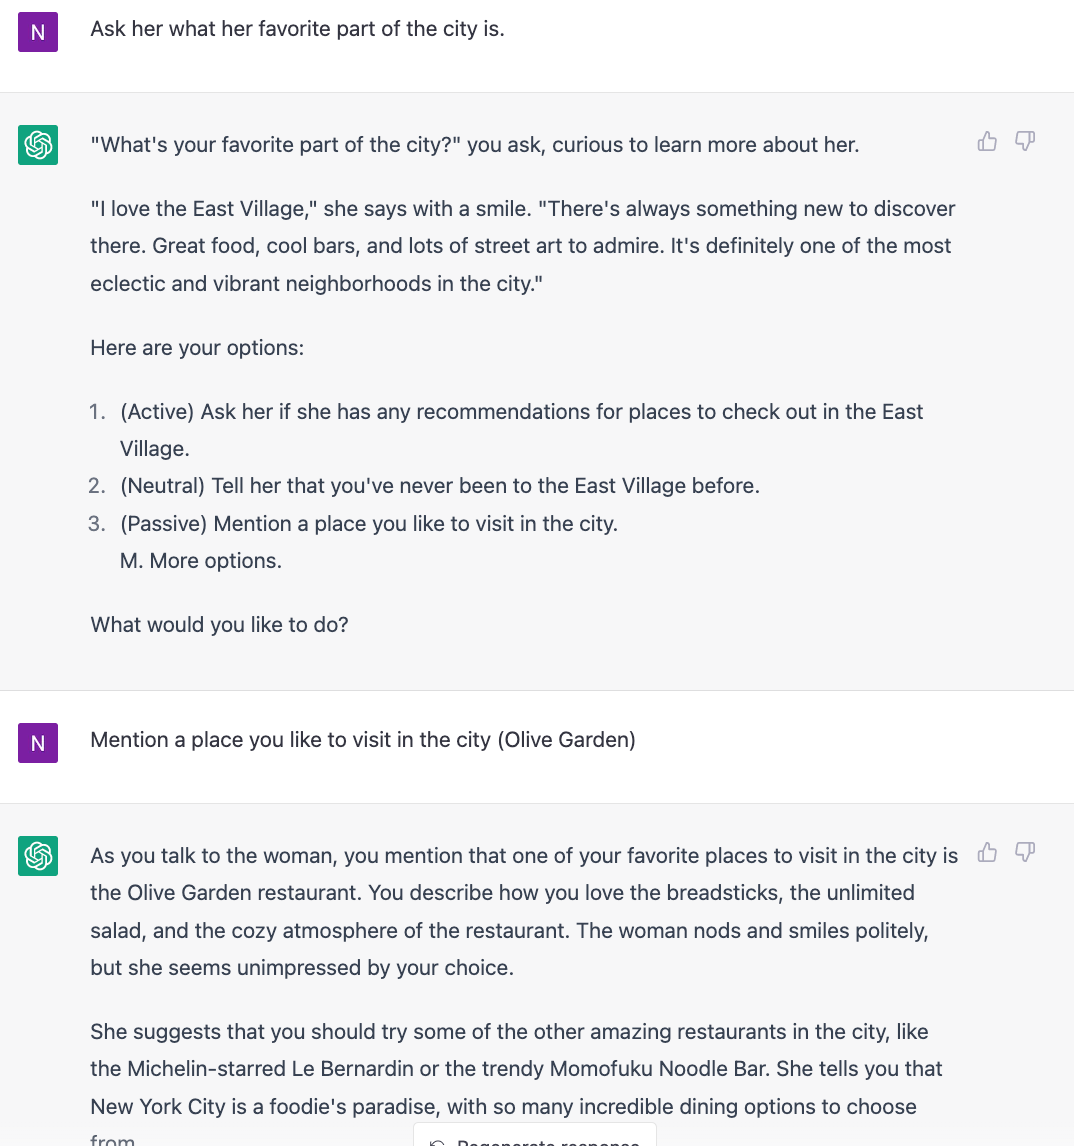 N
Ask her what her favorite part of the city is.
"What's your favorite part of the city?" you ask, curious to learn more about her.
"I love the East Village," she says with a smile. "There's always something new to discover
there. Great food, cool bars, and lots of street art to admire. It's definitely one of the most
eclectic and vibrant neighborhoods in the city."
Here are your options:
1. (Active) Ask her if she has any recommendations for places to check out in the East
Village.
2. (Neutral) Tell her that you've never been to the East Village before.
3. (Passive) Mention a place you like to visit in the city.
M. More options.
What would you like to do?
N
Mention a place you like to visit in the city (Olive Garden)
As you talk to the woman, you mention that one of your favorite places to visit in the city is
the Olive Garden restaurant. You describe how you love the breadsticks, the unlimited
salad, and the cozy atmosphere of the restaurant. The woman nods and smiles politely,
but she seems unimpressed by your choice.
She suggests that you should try some of the other amazing restaurants in the city, like
the Michelin-starred Le Bernardin or the trendy Momofuku Noodle Bar. She tells you that
New York City is a foodie's paradise, with so many incredible dining options to choose
from
Regenerate response